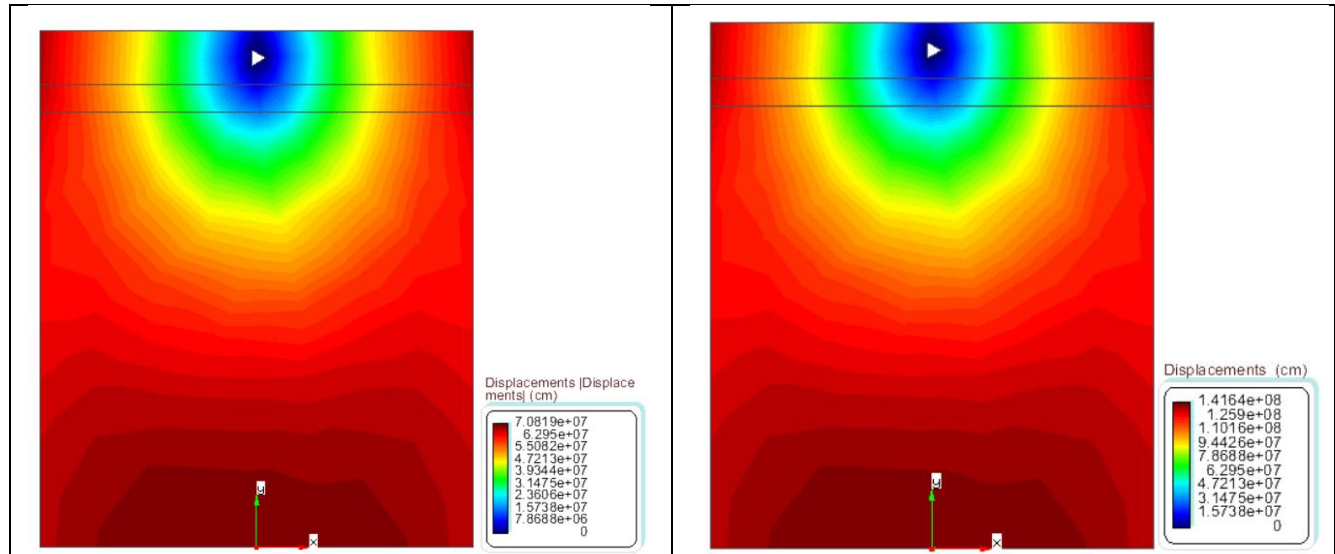 Displacements |Displace
ments| (cm)
7.0819e+07
6.295e+07
5.5082e+07
4.7213e+07
3.9344e+07
3.1475e+07
2.3606e+07
1.5738e+07
7.8688e+06
0
y
x
Displacements (cm)
1.4164e+08
1.259e+08
1.1016e+08
9.4426e+07
7.8688e+07
6.295e+07
4.7213e+07
3.1475e+07
1.5738e+07
0
y
x